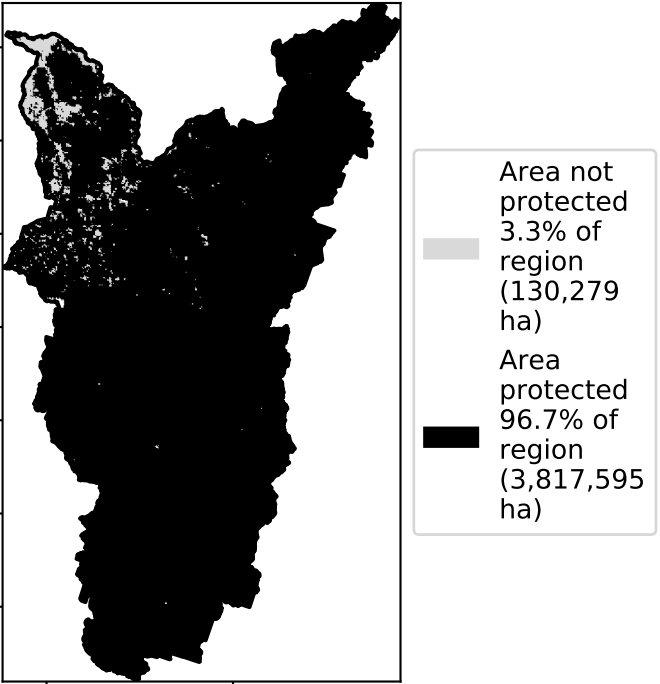 Area not
protected
3.3% of
region
(130,279
ha)
Area
protected
96.7% of
region
(3,817,595
ha)